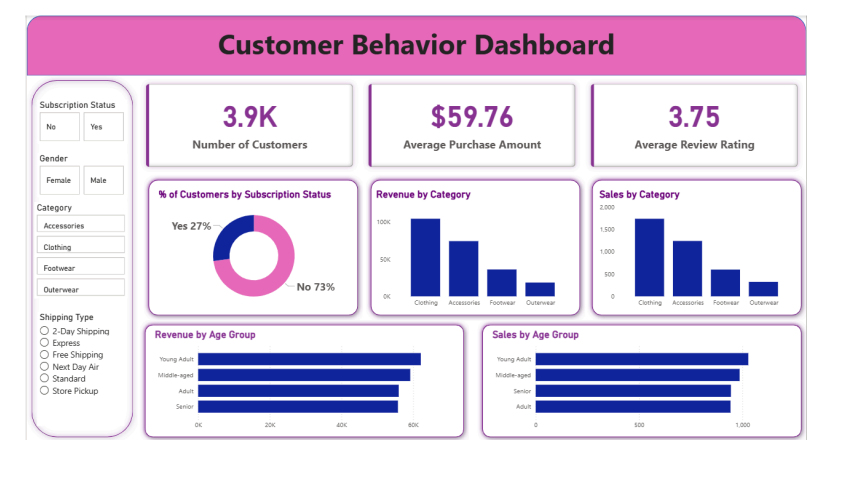 Customer Behavior Dashboard
Subscription Status
No
Yes
Gender
Female
Male
Category
Accessories
Clothing
Footwear
Outerwear
Shipping Type
2-Day Shipping
Express
Free Shipping
Next Day Air
Standard
Store Pickup
3.9K
Number of Customers
$59.76
Average Purchase Amount
3.75
Average Review Rating
% of Customers by Subscription Status
Yes 27%
No 73%
Revenue by Category
100K
50K
0K
Clothing
Accessories
Footwear
Outerwear
Sales by Category
2,000
1,500
1,000
500
0
Clothing
Accessories
Footwear
Outerwear
Revenue by Age Group
Young Adult
Middle-aged
Adult
Senior
0K
20K
40K
60K
Sales by Age Group
Young Adult
Middle-aged
Senior
Adult
0
500
1,000